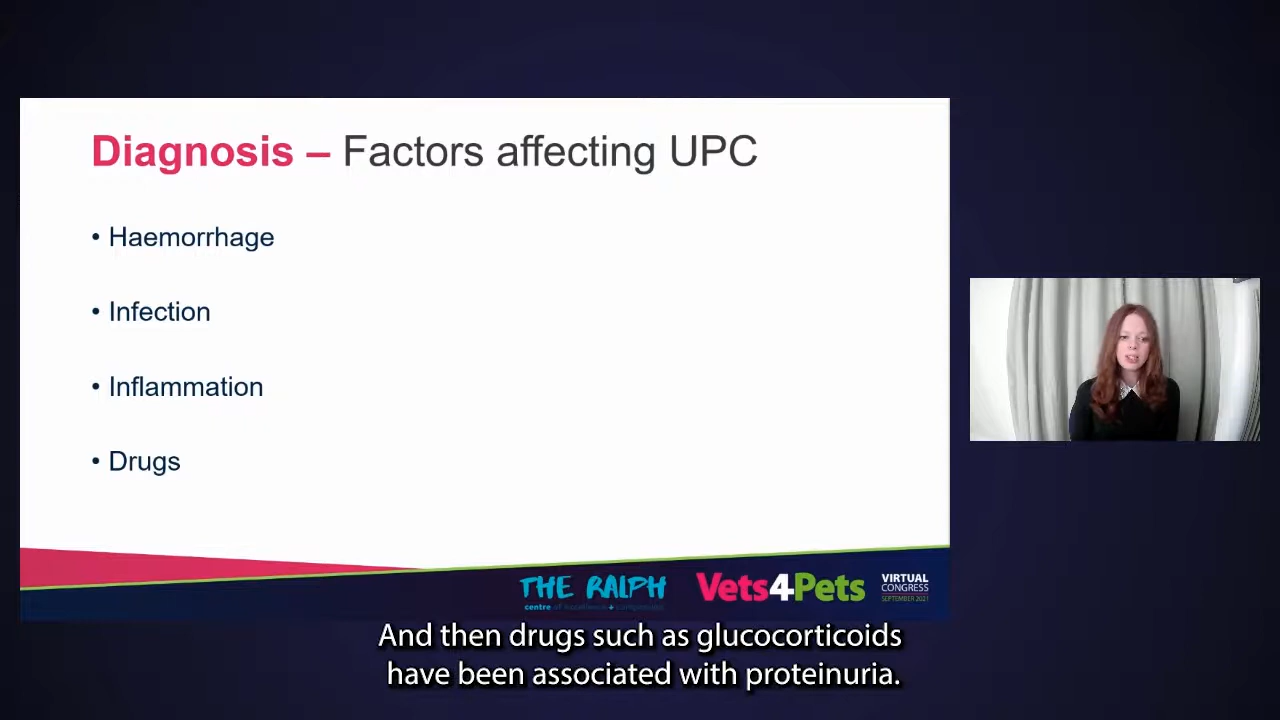 Diagnosis – Factors affecting UPC
• Haemorrhage
• Infection
• Inflammation
• Drugs
THE RALPH
centre of excellence + compassion
Vets4Pets
VIRTUAL
CONGRESS
SEPTEMBER 2021
And then drugs such as glucocorticoids
have been associated with proteinuria.